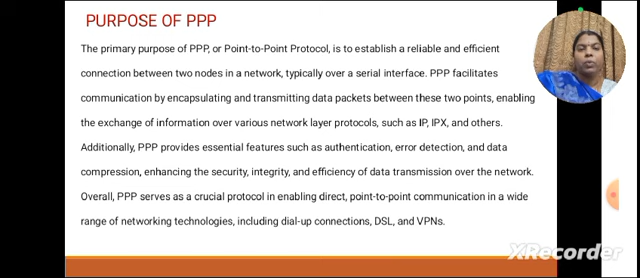 PURPOSE OF PPP
The primary purpose of PPP, or Point-to-Point Protocol, is to establish a reliable and efficient
connection between two nodes in a network, typically over a serial interface. PPP facilitates
communication by encapsulating and transmitting data packets between these two points, enabling
the exchange of information over various network layer protocols, such as IP, IPX, and others.
Additionally, PPP provides essential features such as authentication, error detection, and data
compression, enhancing the security, integrity, and efficiency of data transmission over the network.
Overall, PPP serves as a crucial protocol in enabling direct, point-to-point communication in a wide
range of networking technologies, including dial-up connections, DSL, and VPNs.
XRecorder